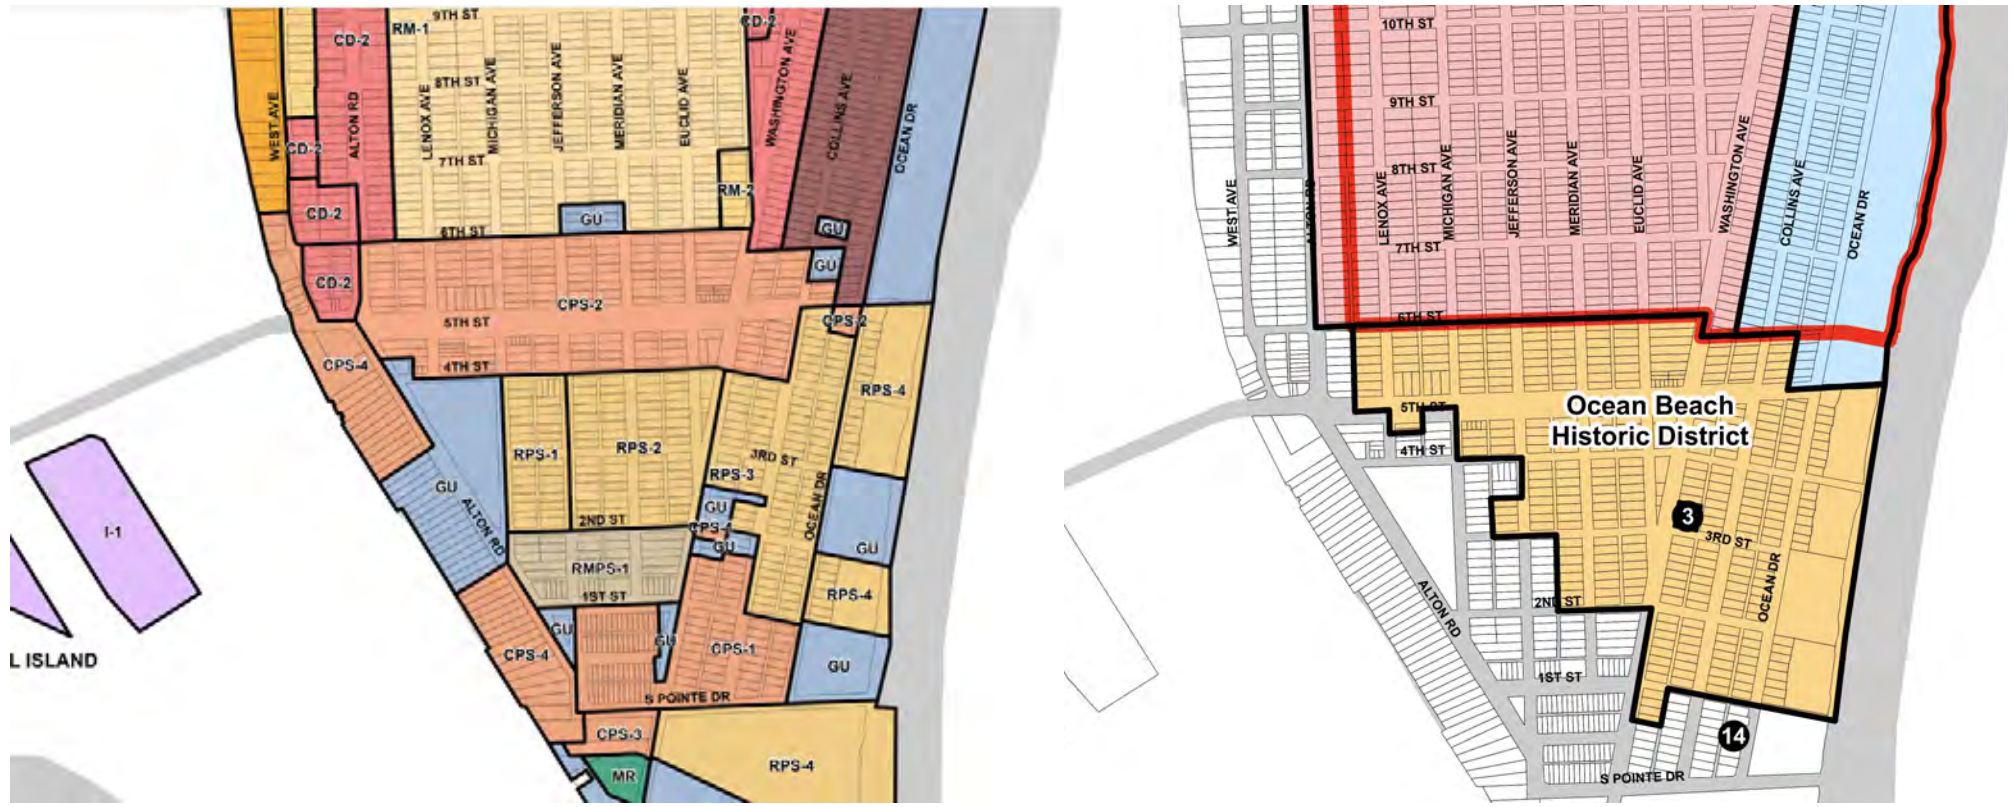 9TH ST
CD-2
RM-1
CD-2
8TH ST
WEST AVE
ALTON RD
LENOX AVE
MICHIGAN AVE
JEFFERSON AVE
MERIDIAN AVE
EUCLID AVE
WASHINGTON AVE
COLLINS AVE
OCEAN DR
CD-2
7TH ST
RM-2
CD-2
GU
6TH ST
GU
GU
CD-2
CPS-2
5TH ST
CPS-2
4TH ST
CPS-4
RPS-4
RPS-1
RPS-2
3RD ST
RPS-3
GU
ALTON RD
GU
OCEAN DR
2ND ST
CPS-4
GU
GU
I-1
RMPS-1
1ST ST
RPS-4
GU
GU
L ISLAND
CPS-4
CPS-1
GU
S POINTE DR
CPS-3
MR
RPS-4
10TH ST
9TH ST
8TH ST
WEST AVE
ALTON RD
LENOX AVE
MICHIGAN AVE
JEFFERSON AVE
MERIDIAN AVE
EUCLID AVE
WASHINGTON AVE
COLLINS AVE
OCEAN DR
7TH ST
6TH ST
5TH ST
Ocean Beach
Historic District
4TH ST
3
3RD ST
OCEAN DR
ALTON RD
2ND ST
1ST ST
14
S POINTE DR